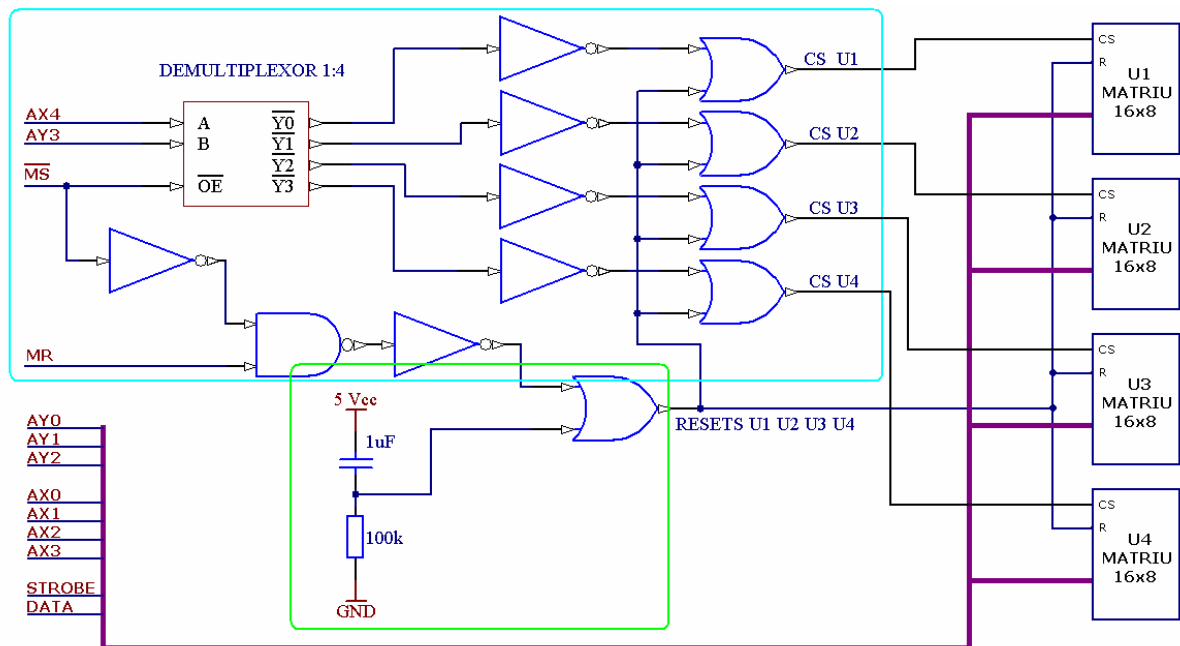 DEMULTIPLEXOR 1:4
AX4
AY3
MS
A
B
OE
Y0
Y1
Y2
Y3
CS U1
CS U2
CS U3
CS U4
MR
5 Vcc
1uF
100k
GND
RESETS U1 U2 U3 U4
AY0
AY1
AY2
AX0
AX1
AX2
AX3
STROBE
DATA
CS
R
U1
MATRIU
16x8
CS
R
U2
MATRIU
16x8
CS
R
U3
MATRIU
16x8
CS
R
U4
MATRIU
16x8